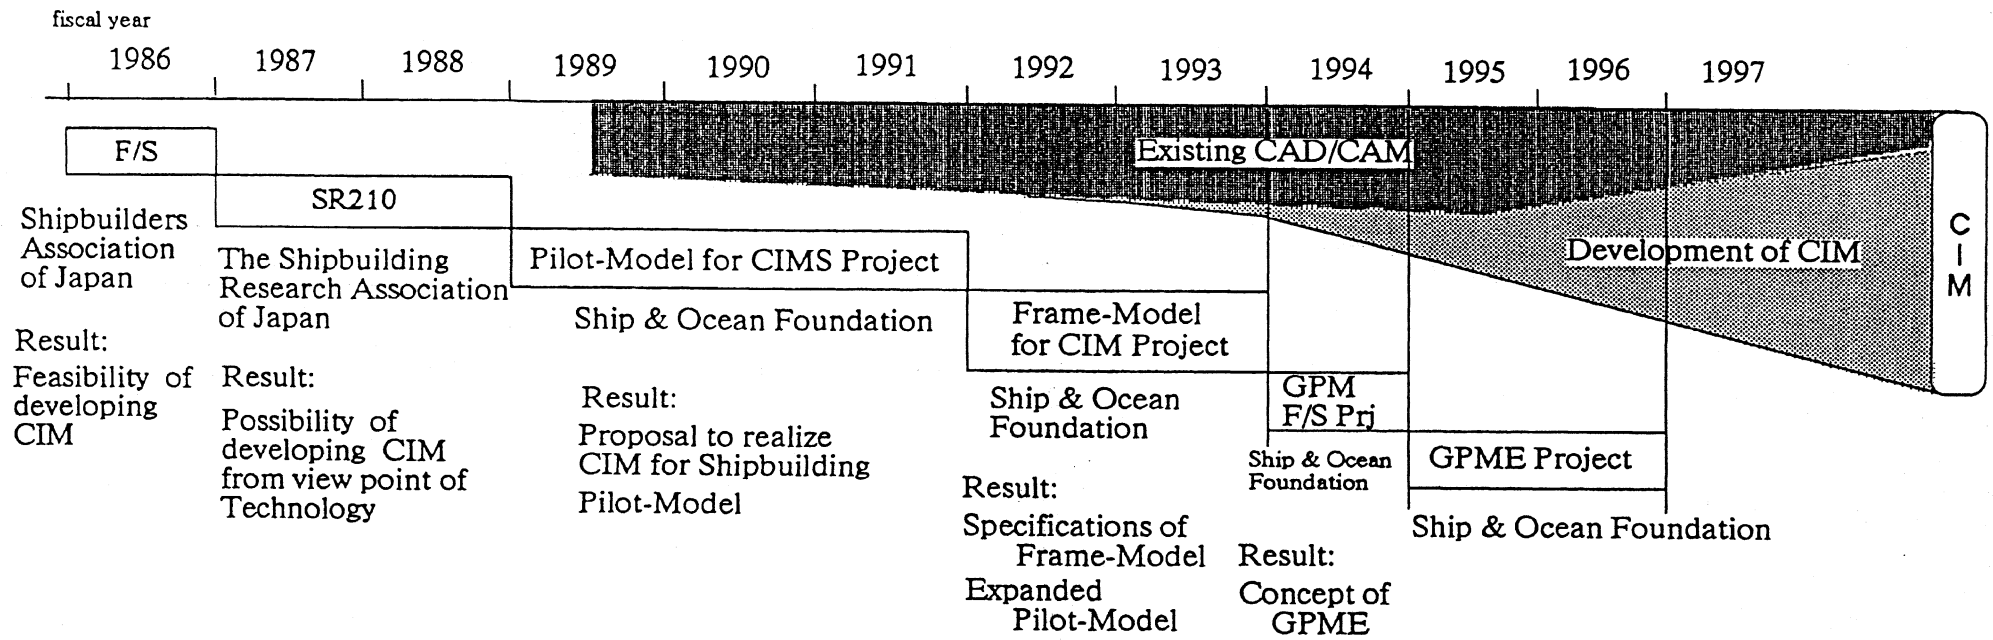 fiscal year
1986 1987 1988 1989 1990 1991 1992 1993 1994 1995 1996 1997
F/S
Shipbuilders
Association
of Japan
Result:
Feasibility of
developing
CIM
SR210
The Shipbuilding
Research Association
of Japan
Result:
Possibility of
developing CIM
from view point of
Technology
Pilot-Model for CIMS Project
Ship & Ocean Foundation
Result:
Proposal to realize
CIM for Shipbuilding
Pilot-Model
Frame-Model
for CIM Project
Ship & Ocean
Foundation
Result:
Specifications of
Frame-Model
Expanded
Pilot-Model
GPM
F/S Prj
Ship & Ocean
Foundation
Result:
Concept of
GPME
GPME Project
Ship & Ocean Foundation
Existing CAD/CAM
Development of CIM
CIM